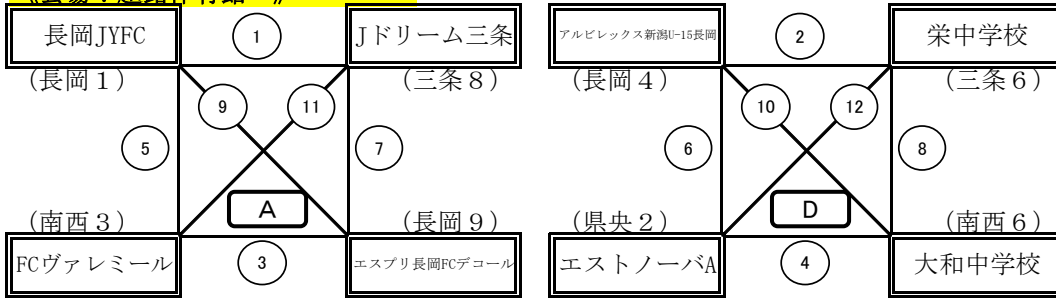 長岡JYFC ① Jドリーム三条 アルビレックス新潟U-15長岡 ② 栄中学校
(長岡1) (三条8) (長岡4) (三条6)
⑨ ⑪ ⑩ ⑫
⑤ ⑦ ⑥ ⑧
A D
(南西3) (長岡9) (県央2) (南西6)
FCヴァレミール ③ エスプリ長岡FCデコール エストノーバA ④ 大和中学校